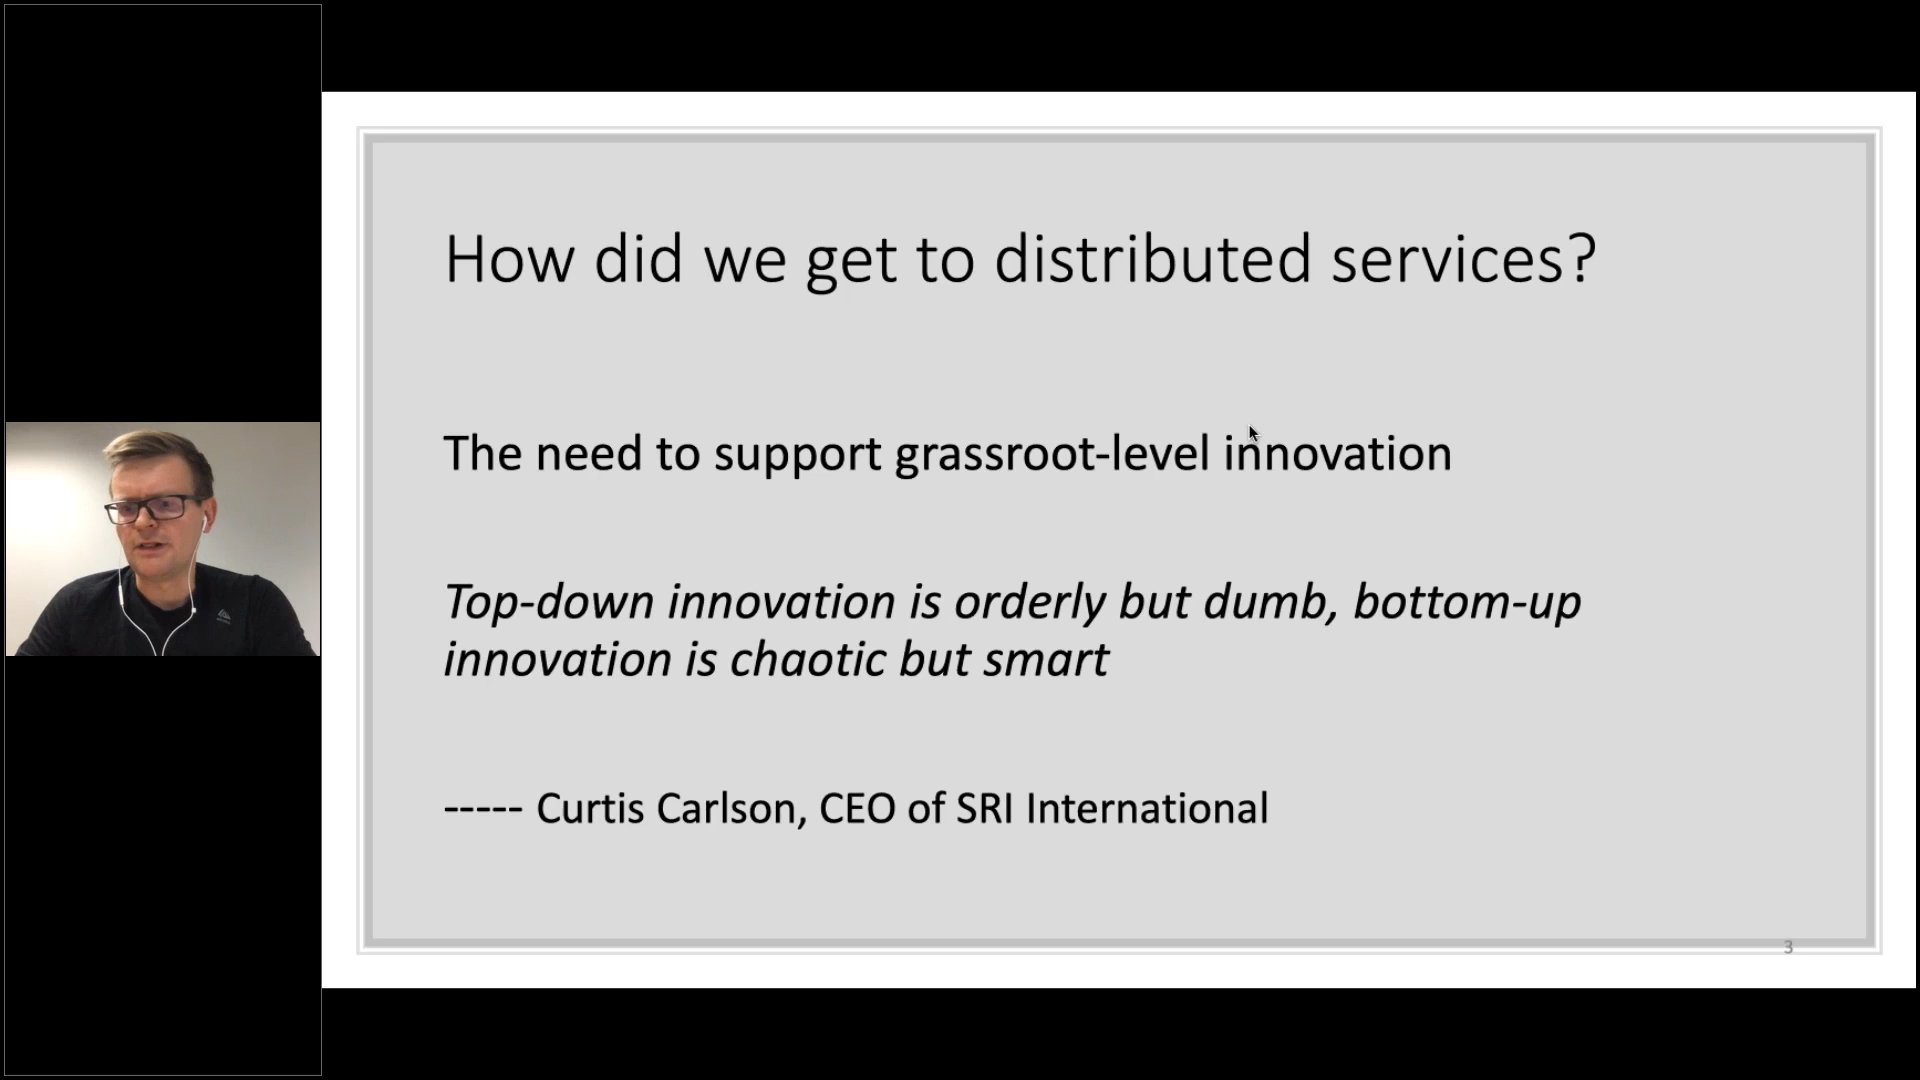 How did we get to distributed services?
The need to support grassroot-level innovation
Top-down innovation is orderly but dumb, bottom-up
innovation is chaotic but smart
----- Curtis Carlson, CEO of SRI International
3